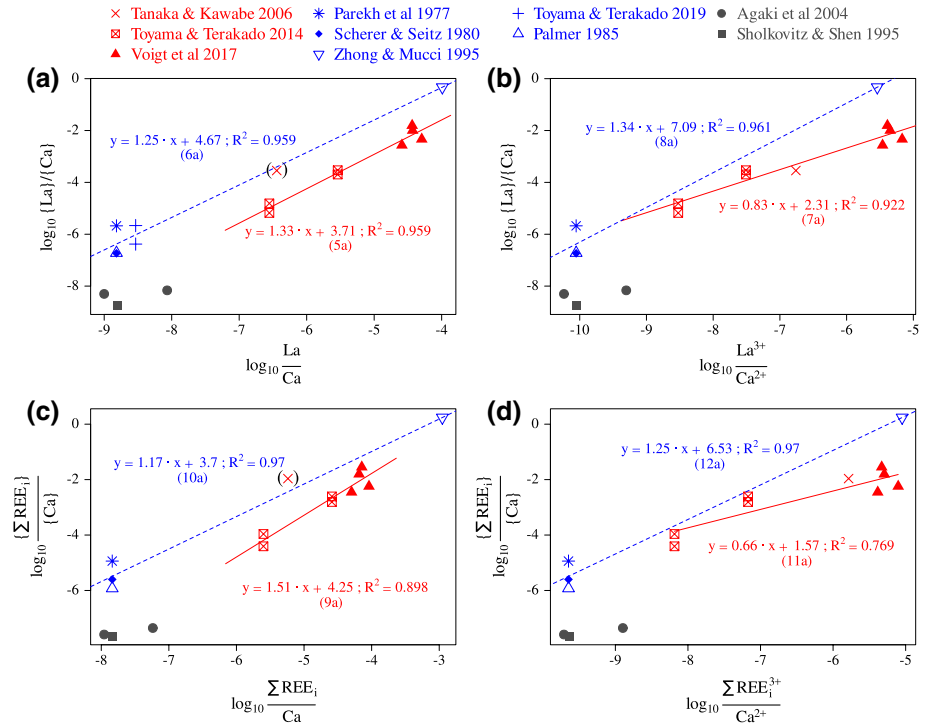 Tanaka & Kawabe 2006
Parekh et al 1977
Toyama & Terakado 2019
Agaki et al 2004
Toyama & Terakado 2014
Scherer & Seitz 1980
Palmer 1985
Sholkovitz & Shen 1995
Voigt et al 2017
Zhong & Mucci 1995
(a)
log₁₀ {La}/{Ca}
0
-2
-4
-6
-8
y = 1.25 · x + 4.67 ; R² = 0.959
(6a)
( )
y = 1.33 · x + 3.71 ; R² = 0.959
(5a)
-9 -8 -7 -6 -5 -4
log₁₀ La/Ca
(b)
log₁₀ {La}/{Ca}
0
-2
-4
-6
-8
y = 1.34 · x + 7.09 ; R² = 0.961
(8a)
y = 0.83 · x + 2.31 ; R² = 0.922
(7a)
-10 -9 -8 -7 -6 -5
log₁₀ La³⁺/Ca²⁺
(c)
log₁₀ {∑REEᵢ}/{Ca}
0
-2
-4
-6
y = 1.17 · x + 3.7 ; R² = 0.97
(10a)
( )
y = 1.51 · x + 4.25 ; R² = 0.898
(9a)
-8 -7 -6 -5 -4 -3
log₁₀ ∑REEᵢ/Ca
(d)
log₁₀ {∑REEᵢ}/{Ca}
0
-2
-4
-6
y = 1.25 · x + 6.53 ; R² = 0.97
(12a)
y = 0.66 · x + 1.57 ; R² = 0.769
(11a)
-9 -8 -7 -6 -5
log₁₀ ∑REEᵢ³⁺/Ca²⁺